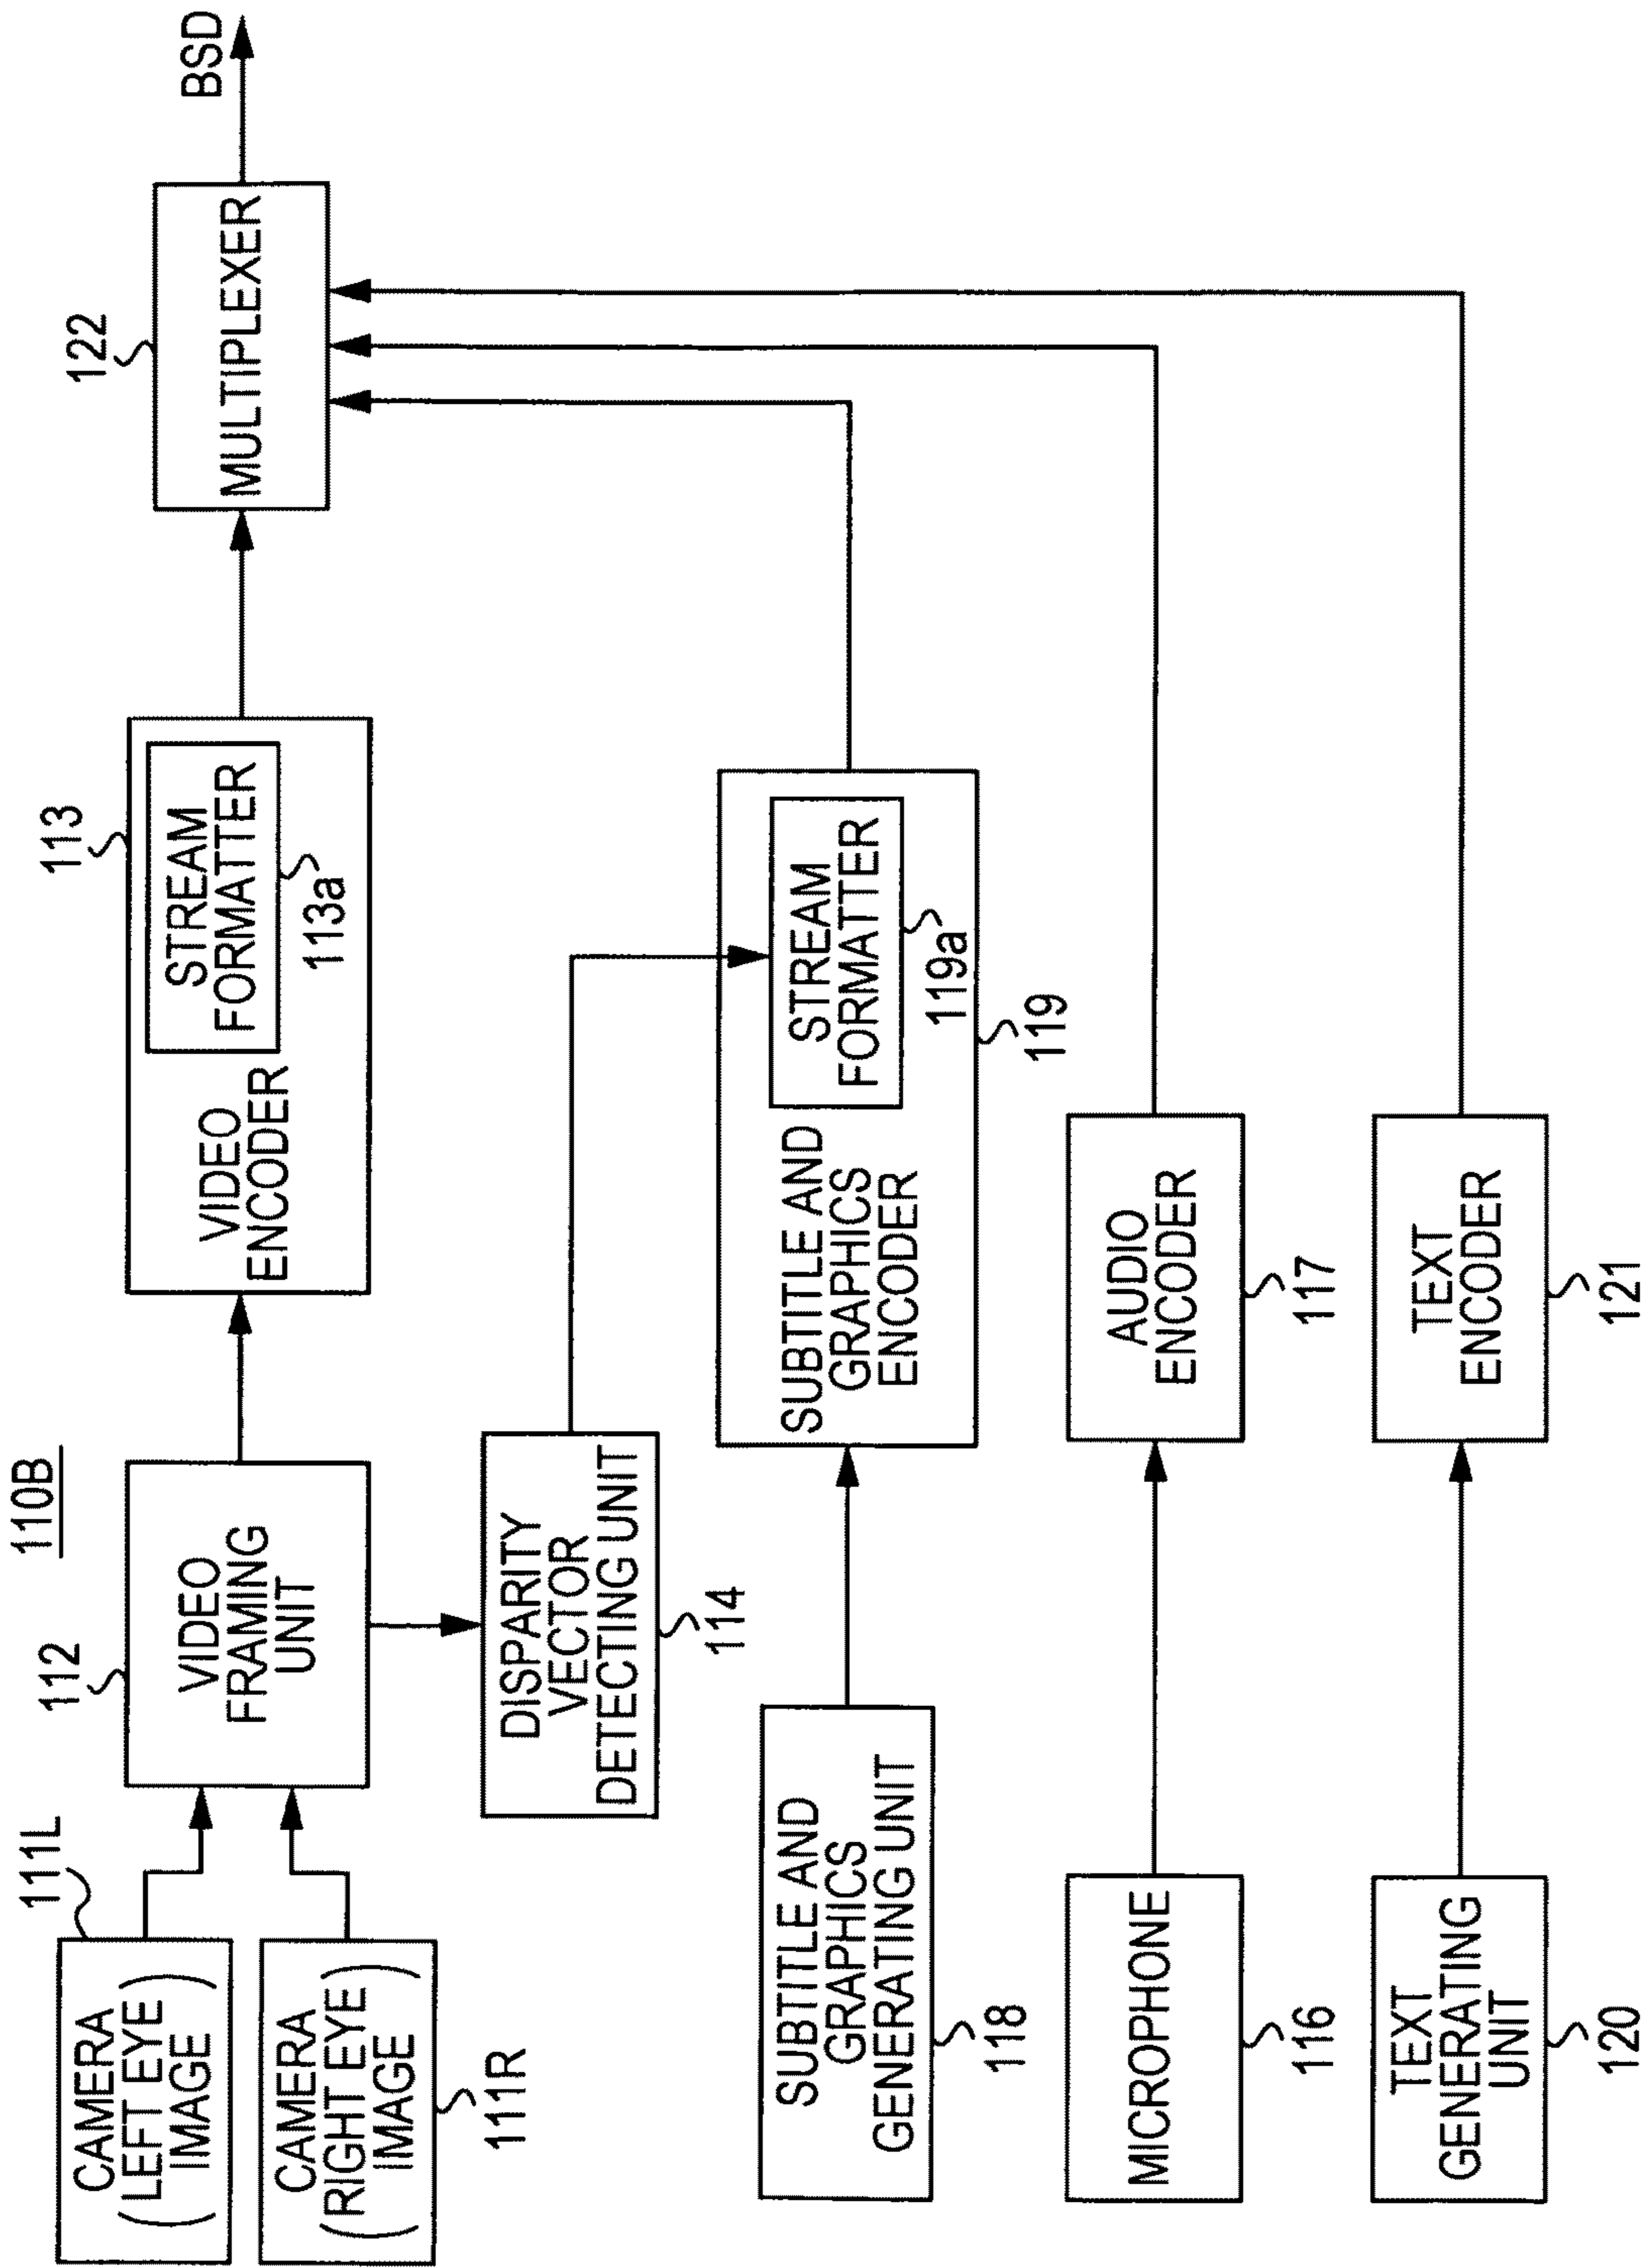 110B
111L
CAMERA
(LEFT EYE
IMAGE)
CAMERA
(RIGHT EYE
IMAGE)
111R
112
VIDEO
FRAMING
UNIT
113
VIDEO
ENCODER
STREAM
FORMATTER
113a
122
MULTIPLEXER
BSD
DISPARITY
VECTOR
DETECTING UNIT
114
SUBTITLE AND
GRAPHICS
GENERATING UNIT
118
SUBTITLE AND
GRAPHICS
ENCODER
STREAM
FORMATTER
119a
119
MICROPHONE
116
AUDIO
ENCODER
117
TEXT
GENERATING
UNIT
120
TEXT
ENCODER
121